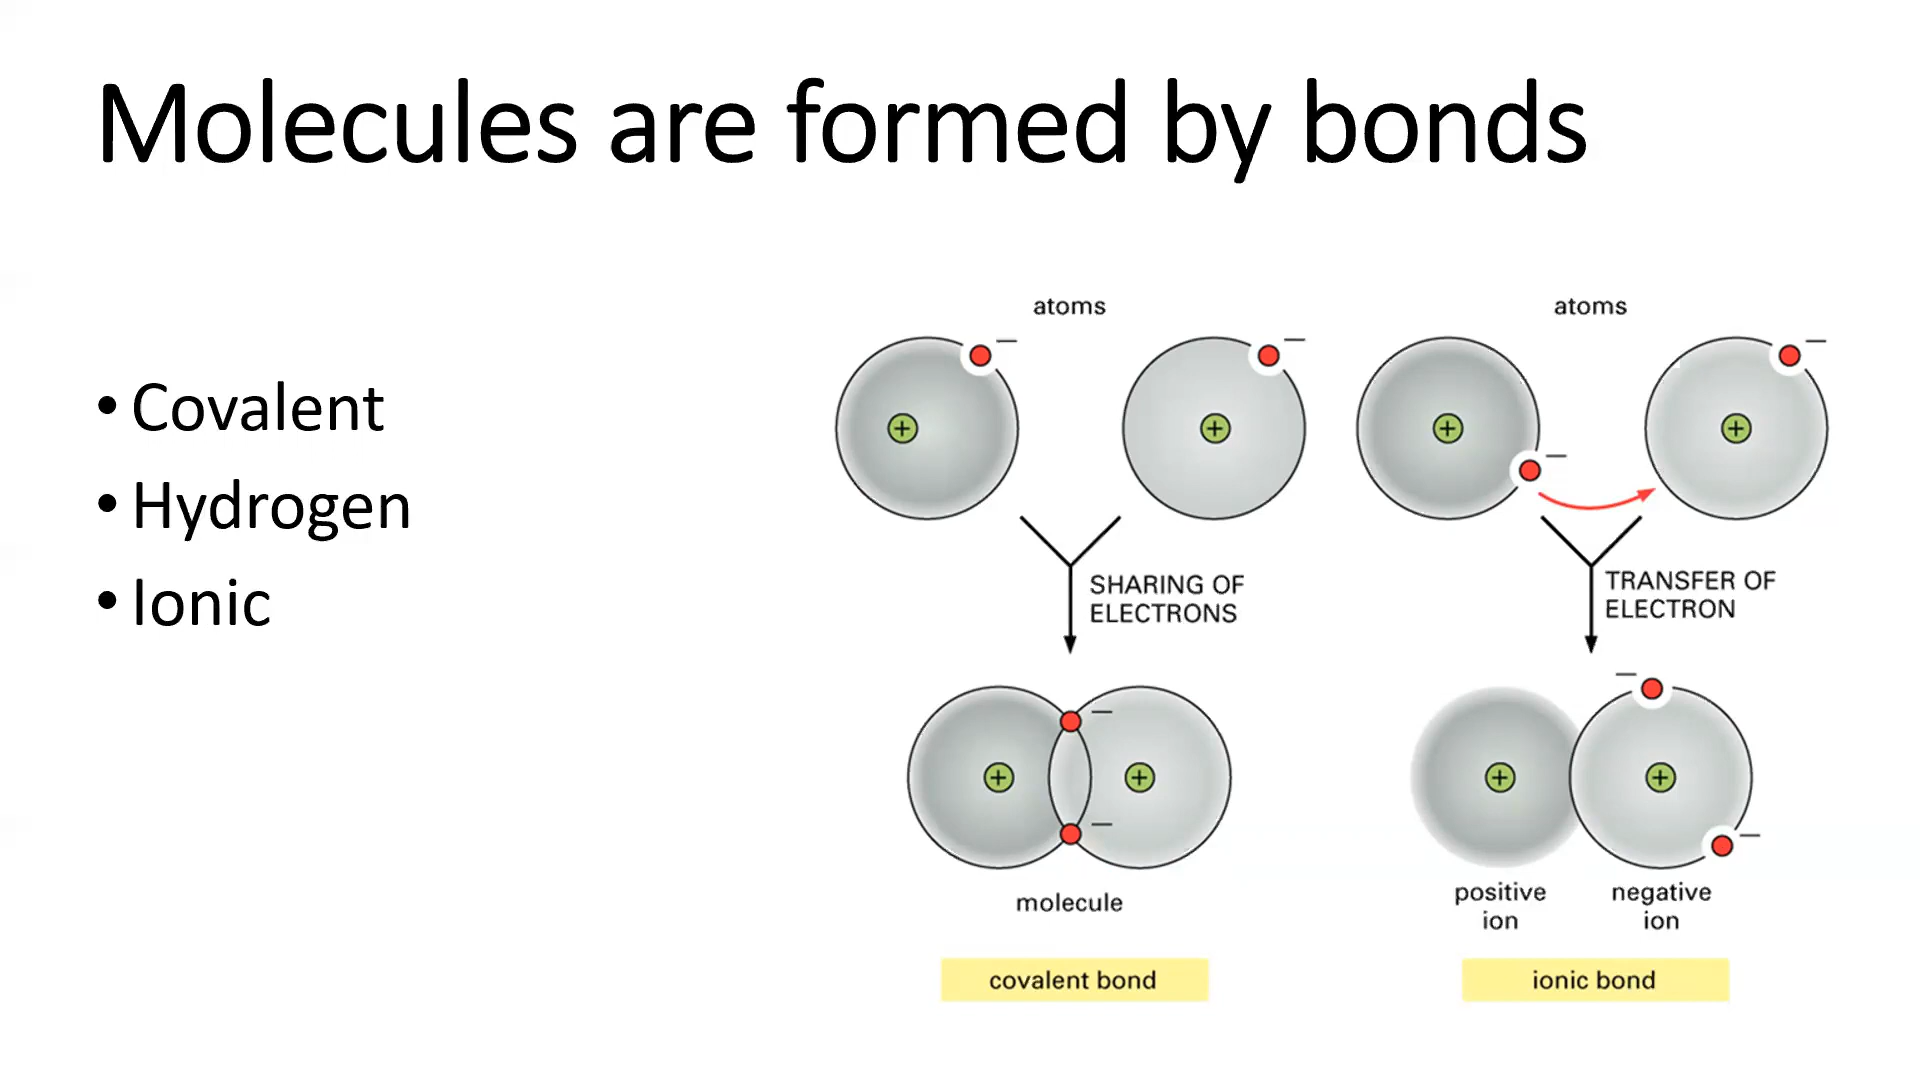 Molecules are formed by bonds
• Covalent
• Hydrogen
• Ionic
atoms
− −
+ +
SHARING OF
ELECTRONS
−
+ +
−
molecule
covalent bond
atoms
−
+ +
−
TRANSFER OF
ELECTRON
−
+ +
−
positive
ion
negative
ion
ionic bond